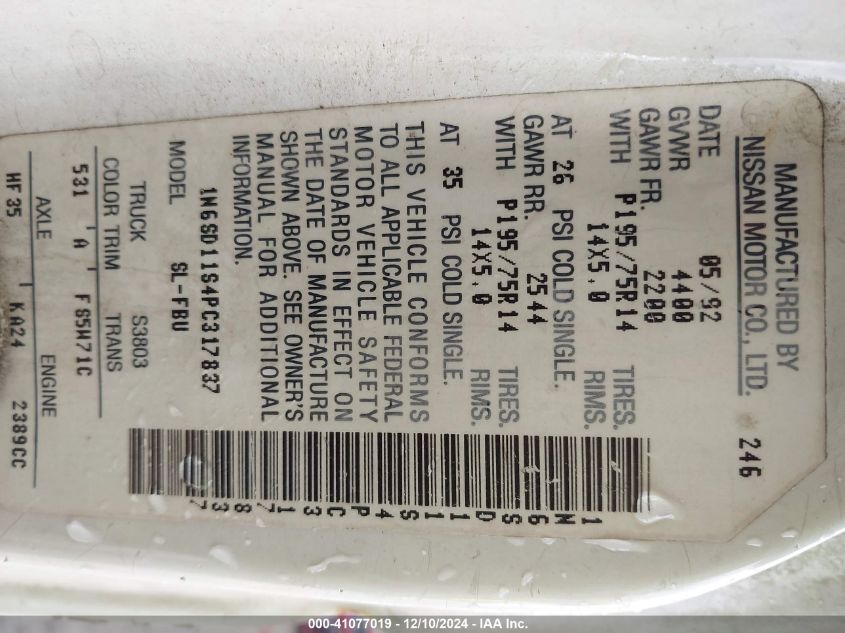 MANUFACTURED BY
NISSAN MOTOR CO., LTD. 246
DATE 05/92
GVWR 4400
GAWR FR. 2200
WITH P195/75R14 TIRES.
14X5.0 RIMS.
AT 26 PSI COLD SINGLE.
GAWR RR. 2544
WITH P195/75R14 TIRES.
14X5.0 RIMS.
AT 35 PSI COLD SINGLE.
THIS VEHICLE CONFORMS
TO ALL APPLICABLE FEDERAL
MOTOR VEHICLE SAFETY
STANDARDS IN EFFECT ON
THE DATE OF MANUFACTURE
SHOWN ABOVE. SEE OWNER'S
MANUAL FOR ADDITIONAL
INFORMATION.
1N6SD11S4PC317837
MODEL SL-FBU
TRUCK S3803
COLOR TRIM TRANS
531 A FS5W71C
AXLE ENGINE
HF35 KA24 2389CC
1N6SD11S4PC317837
000-41077019 - 12/10/2024 - IAA Inc.